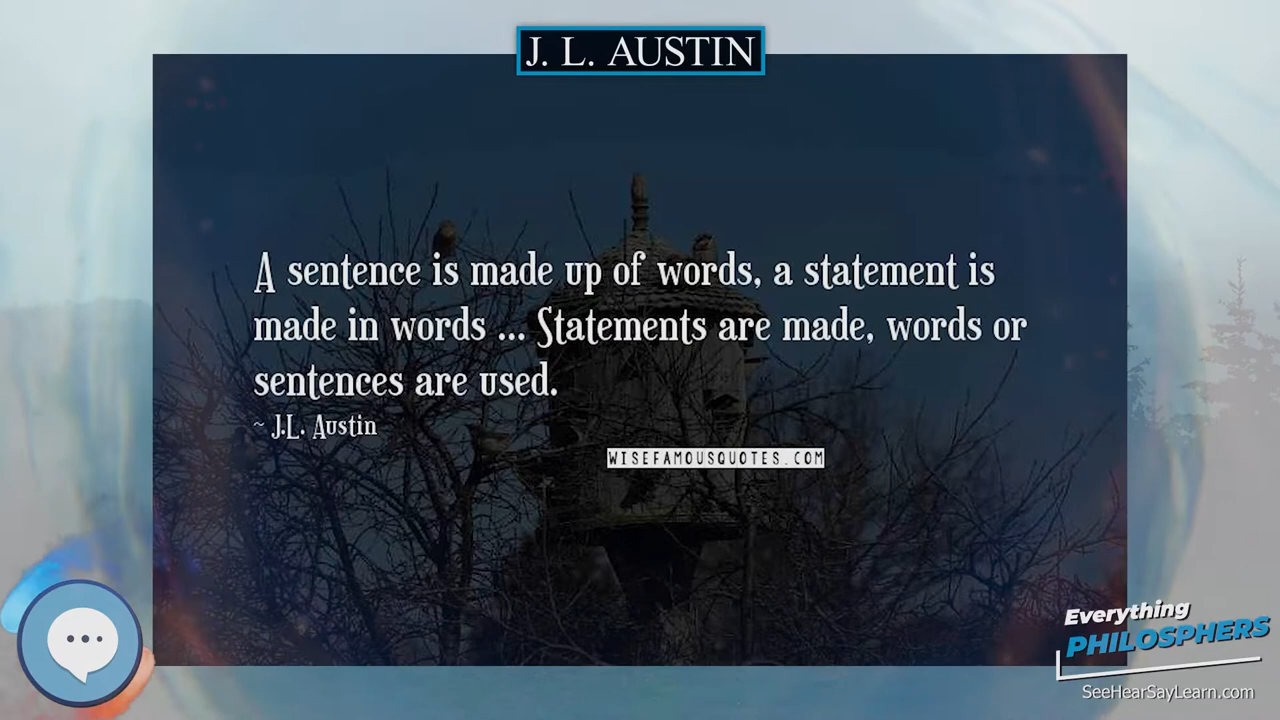 J. L. AUSTIN
A sentence is made up of words, a statement is
made in words ... Statements are made, words or
sentences are used.
~ J.L. Austin
WISEFAMOUSQUOTES.COM
Everything
PHILOSPHERS
SeeHearSayLearn.com